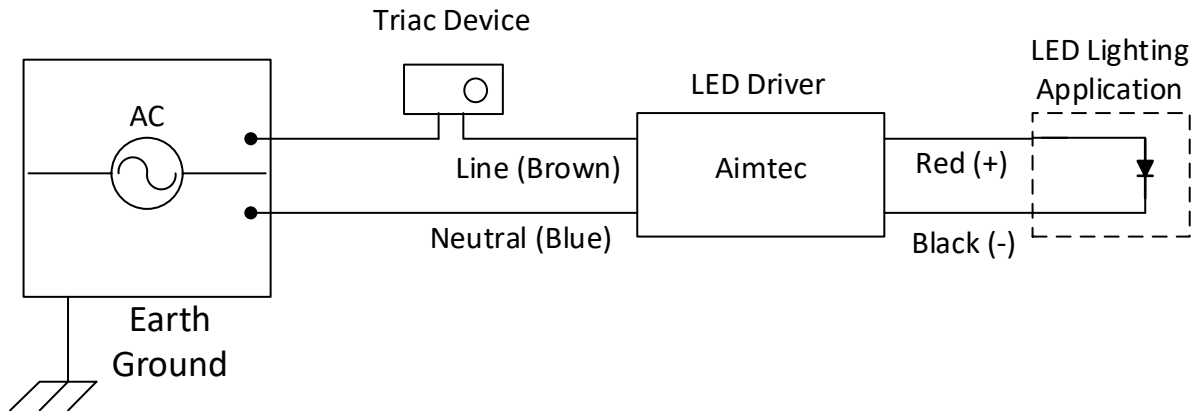 Triac Device
LED Lighting
Application
LED Driver
AC
Line (Brown)
Aimtec
Red (+)
Neutral (Blue)
Black (-)
Earth
Ground